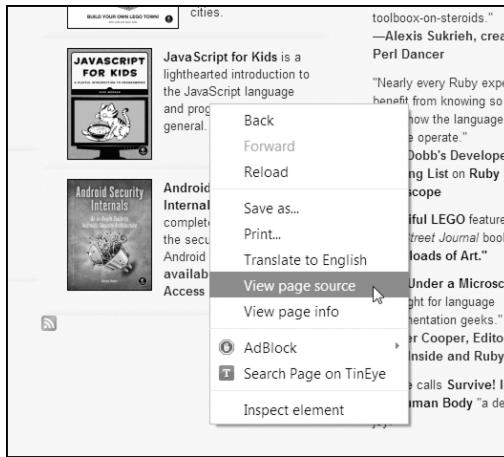 BUILD YOUR OWN LEGO TOWN!
cities.
JAVASCRIPT
FOR KIDS
JavaScript for Kids is a
lighthearted introduction to
the JavaScript language
and prog
general.
Android Security
Internals
Android
Internal
complete
the secu
Android
availab
Access
Back
Forward
Reload
Save as...
Print...
Translate to English
View page source
View page info
AdBlock
Search Page on TinEye
Inspect element
toolboox-on-steroids."
—Alexis Sukrieh, crea
Perl Dancer
"Nearly every Ruby expe
benefit from knowing so
how the language
e operate."
Dobb's Develope
ng List on Ruby
scope
iful LEGO feature
Street Journal book
loads of Art."
Under a Microsc
ght for language
mentation geeks."
er Cooper, Edito
Inside and Ruby
e calls Survive! I
uman Body "a de